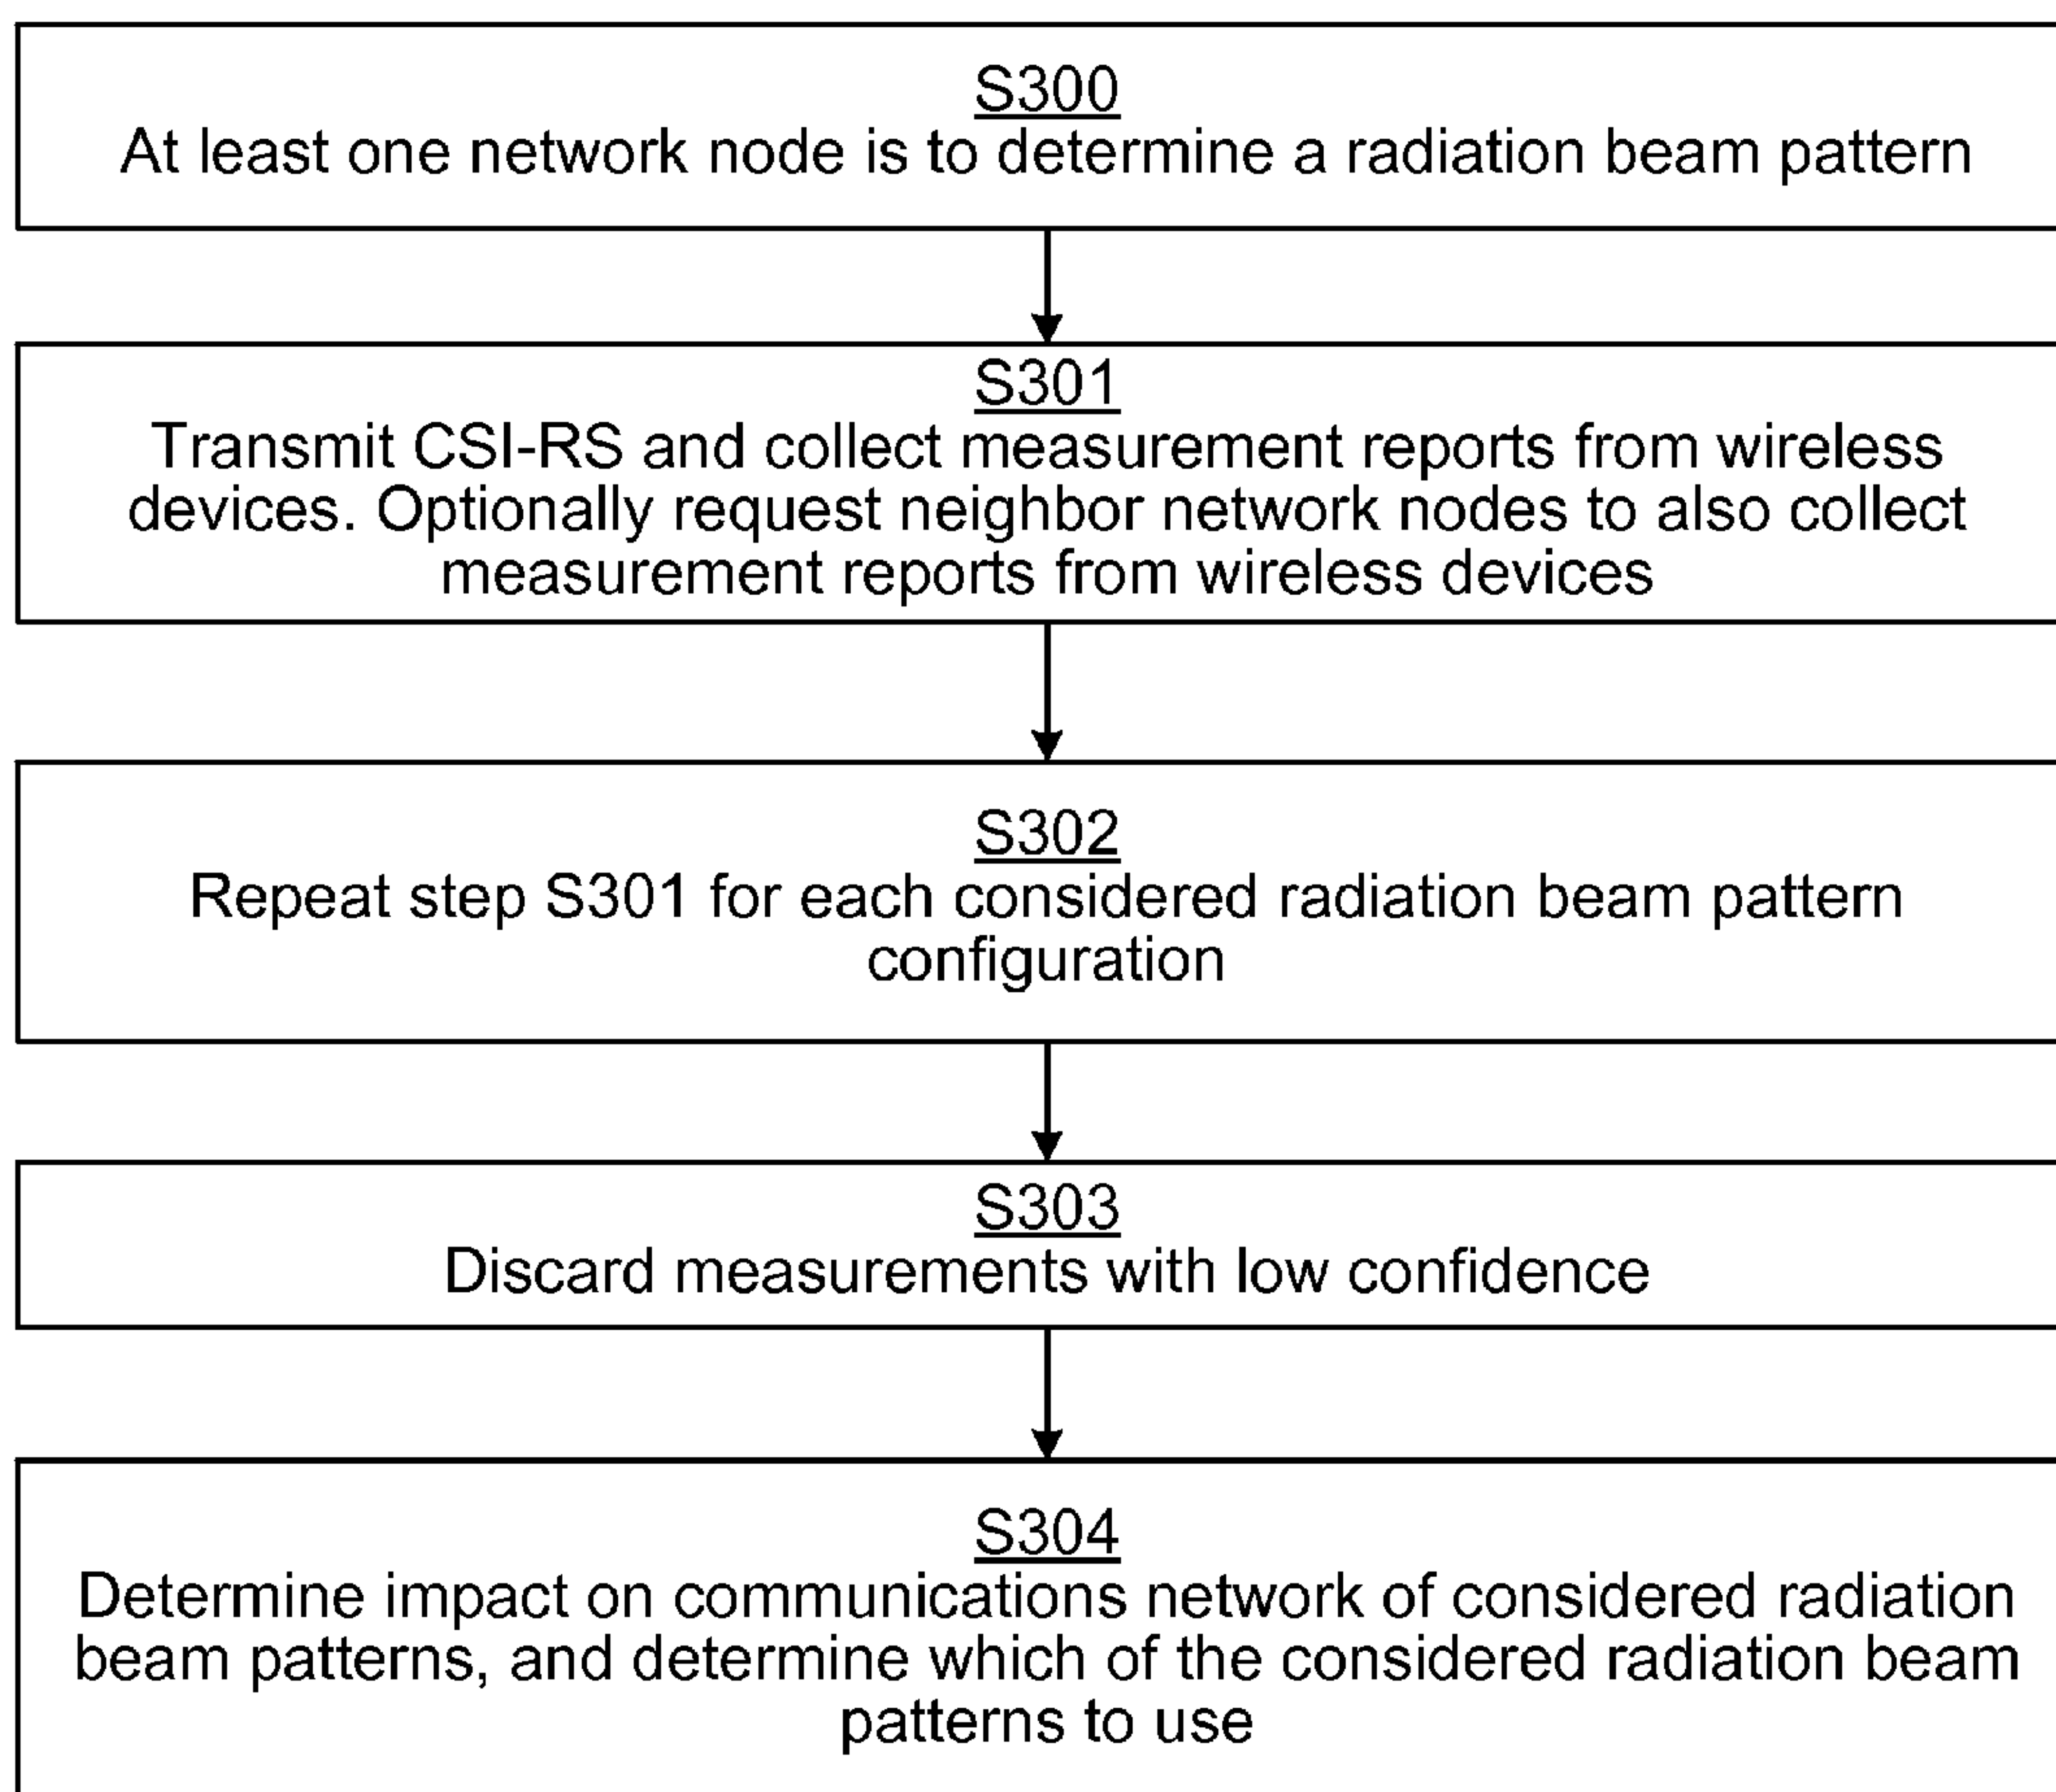 S300
At least one network node is to determine a radiation beam pattern
S301
Transmit CSI-RS and collect measurement reports from wireless
devices. Optionally request neighbor network nodes to also collect
measurement reports from wireless devices
S302
Repeat step S301 for each considered radiation beam pattern
configuration
S303
Discard measurements with low confidence
S304
Determine impact on communications network of considered radiation
beam patterns, and determine which of the considered radiation beam
patterns to use